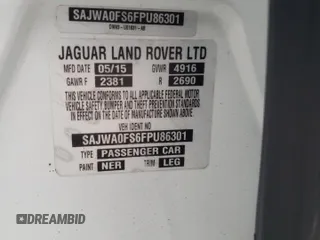 SAJWA0FS6FPU86301
JAGUAR LAND ROVER LTD
MFD DATE 05/15 GVWR 4916
GAWR F 2381 R 2690
THIS VEHICLE CONFORMS TO ALL APPLICABLE FEDERAL MOTOR
VEHICLE SAFETY BUMPER AND THEFT PREVENTION STANDARDS
IN EFFECT ON THE DATE OF MANUFACTURE
SHOWN ABOVE
VEH IDENT NO
SAJWA0FS6FPU86301
TYPE PASSENGER CAR
PAINT NER TRIM LEG
DREAMBID